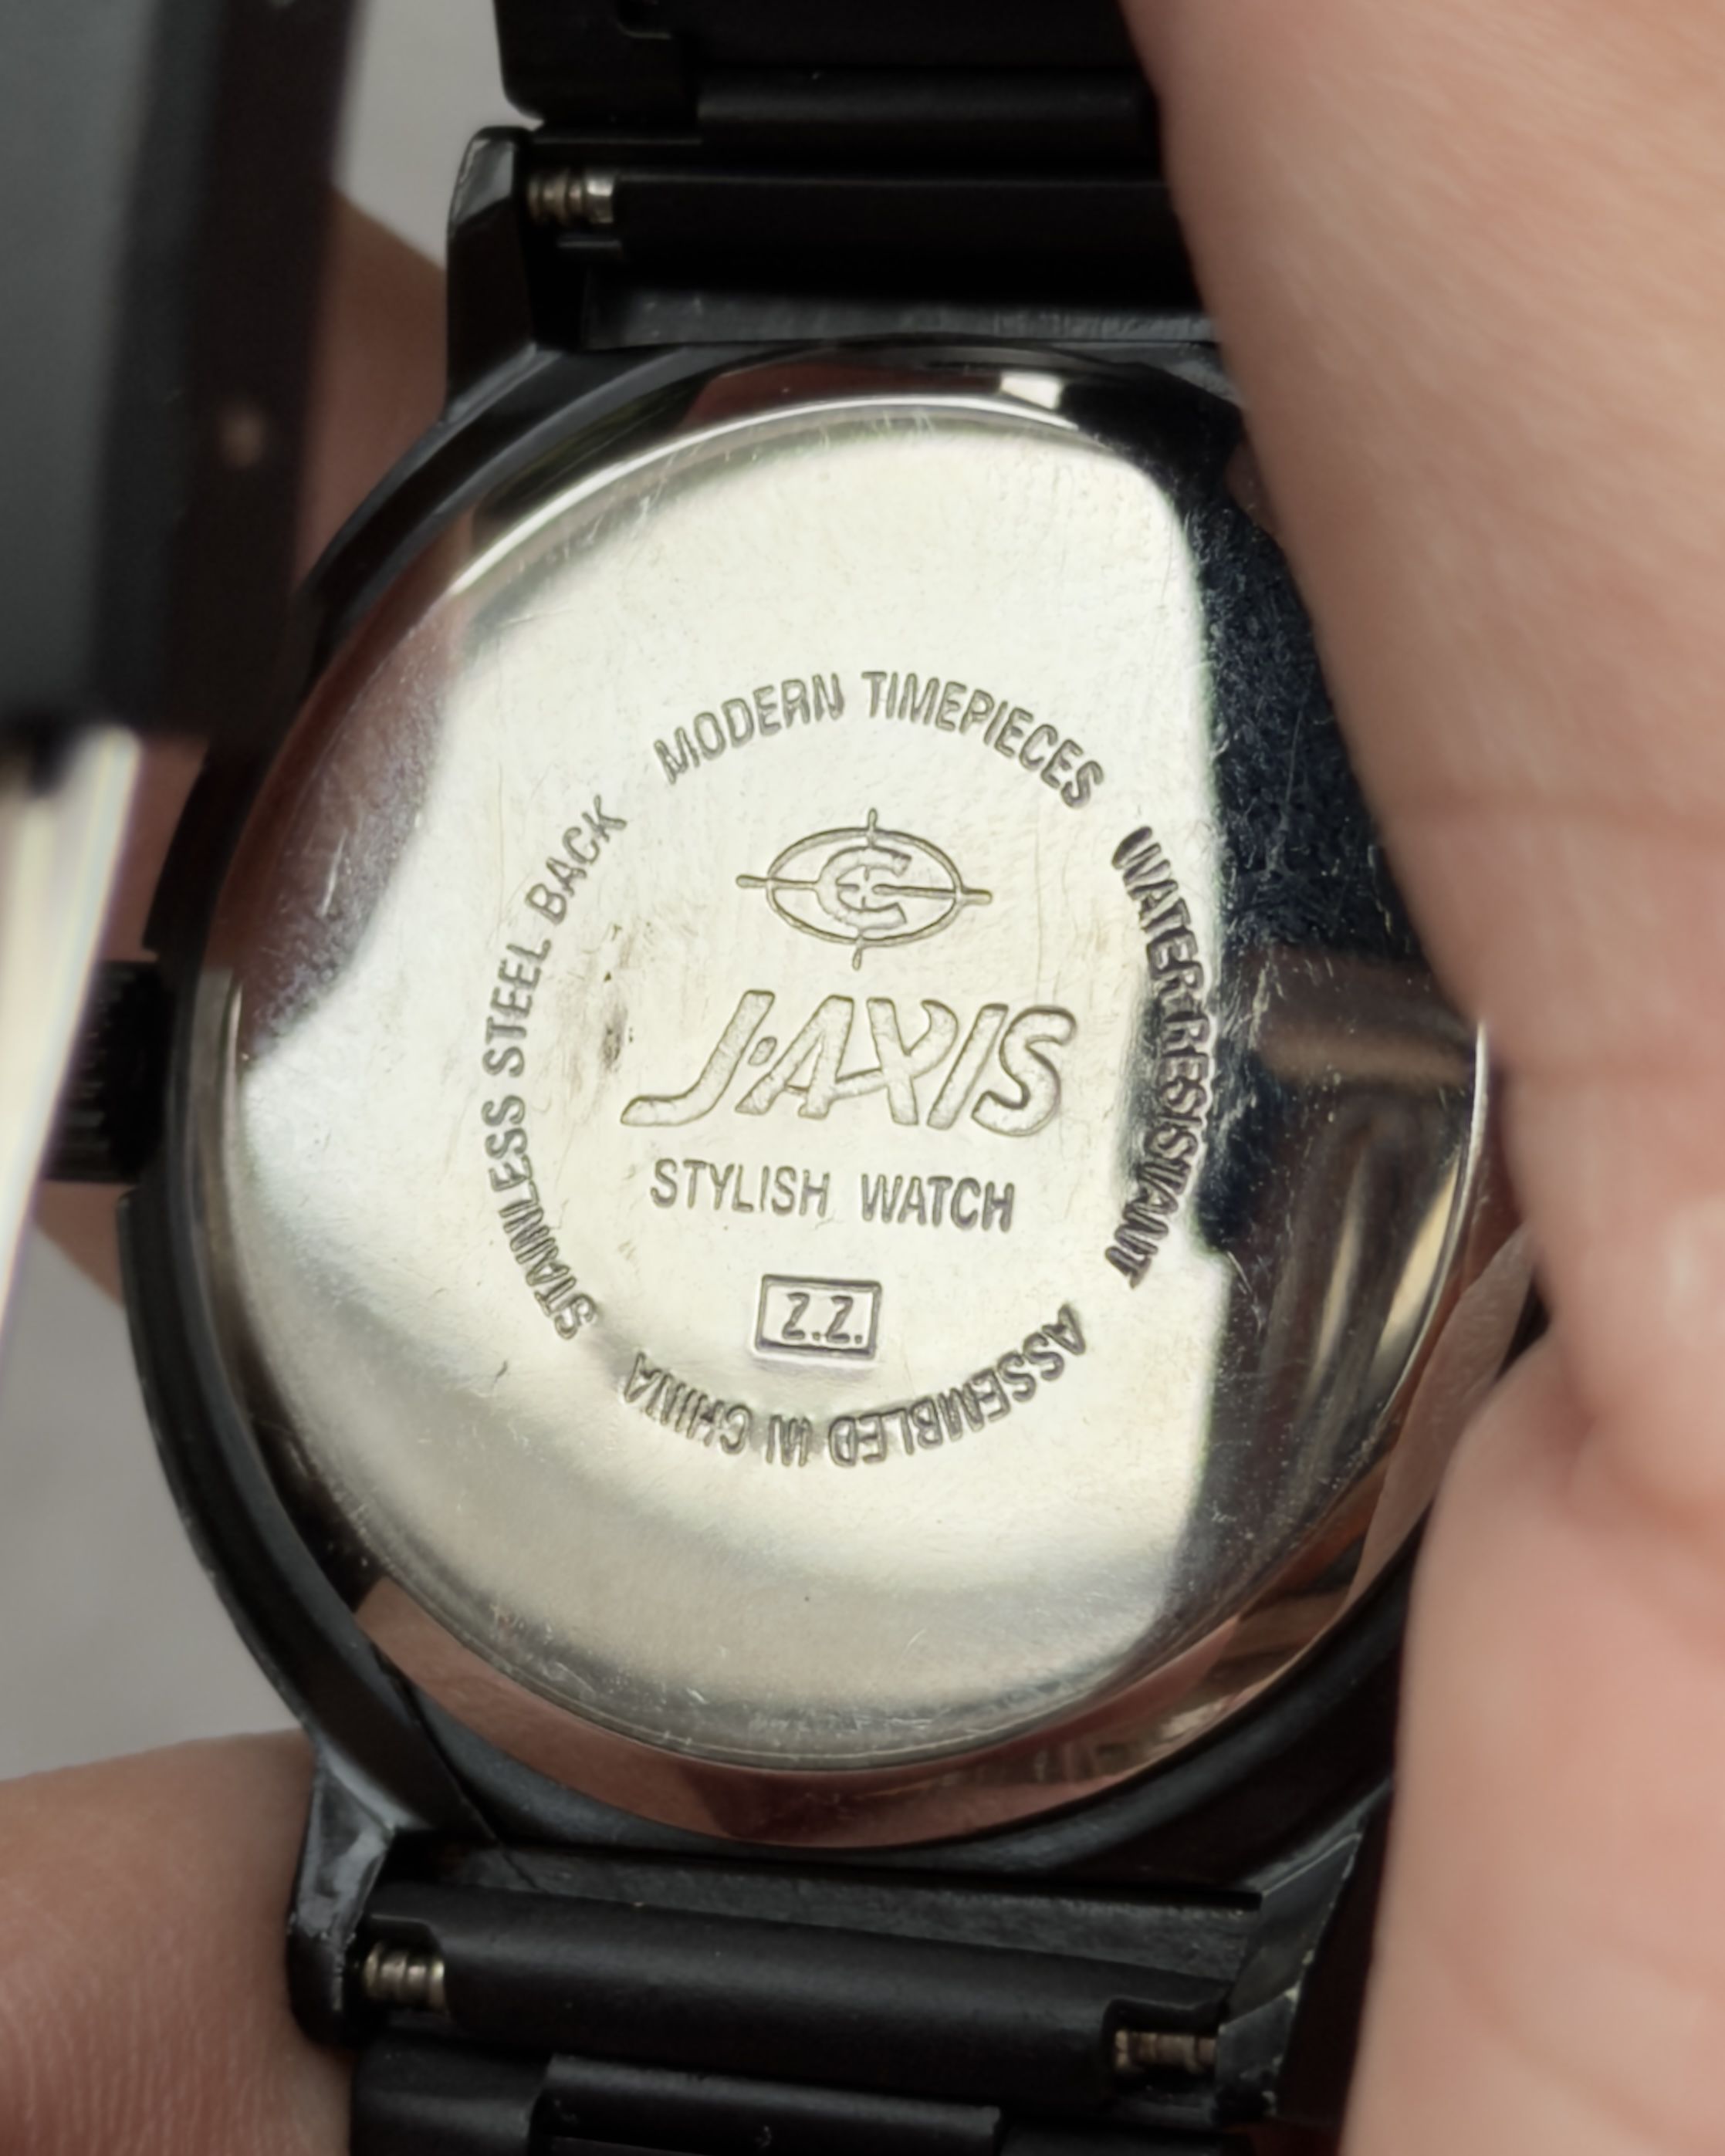 MODERN TIMEPIECES
WATER RESISTANT
ASSEMBLED IN CHINA
STAINLESS STEEL BACK
C
J·AXIS
STYLISH WATCH
Z.Z.